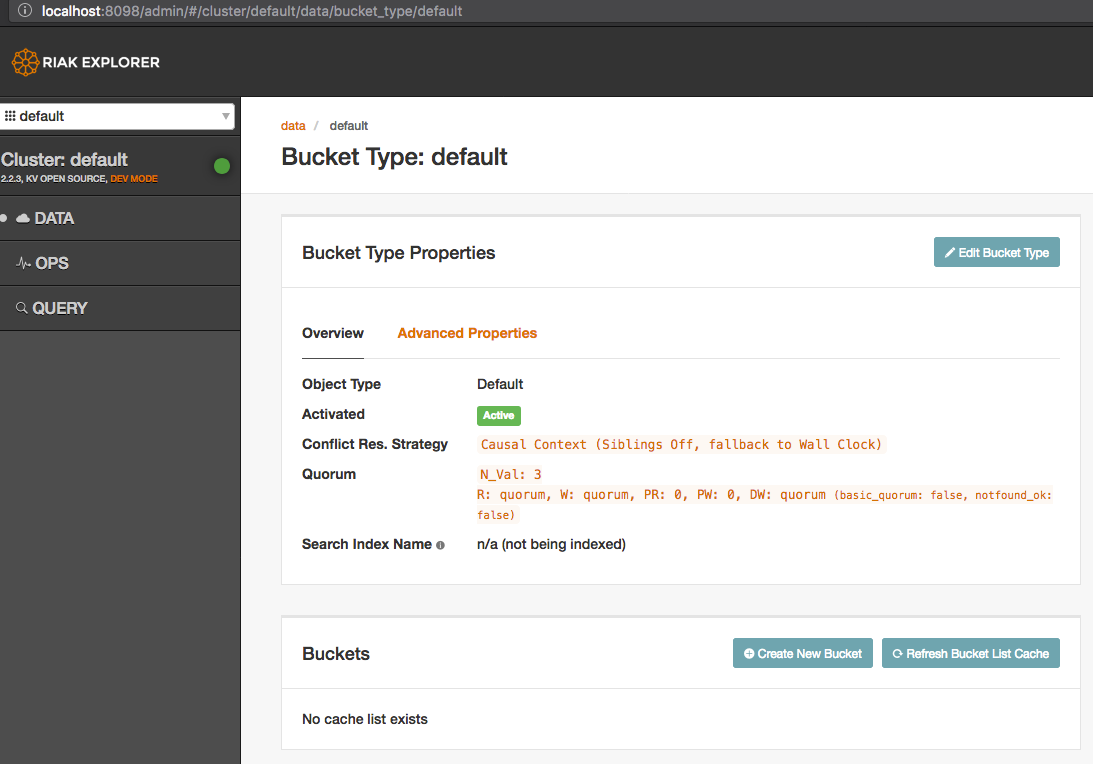 localhost:8098/admin/#/cluster/default/data/bucket_type/default
RIAK EXPLORER
default
Cluster: default
2.2.3, KV OPEN SOURCE, DEV MODE
DATA
OPS
QUERY
data / default
Bucket Type: default
Bucket Type Properties
Edit Bucket Type
Overview Advanced Properties
Object Type Default
Activated Active
Conflict Res. Strategy Causal Context (Siblings Off, fallback to Wall Clock)
Quorum N_Val: 3
R: quorum, W: quorum, PR: 0, PW: 0, DW: quorum (basic_quorum: false, notfound_ok:
false)
Search Index Name n/a (not being indexed)
Buckets
Create New Bucket Refresh Bucket List Cache
No cache list exists